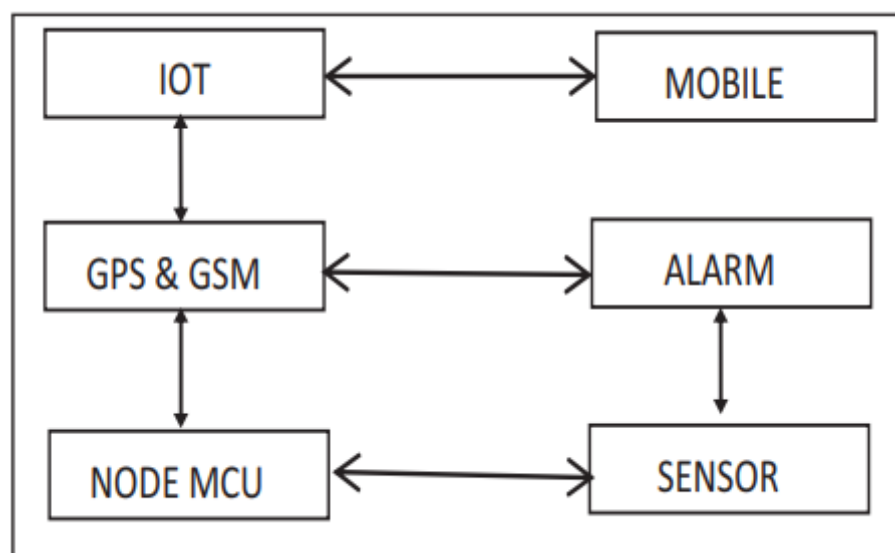 IOT
MOBILE
GPS & GSM
ALARM
NODE MCU
SENSOR